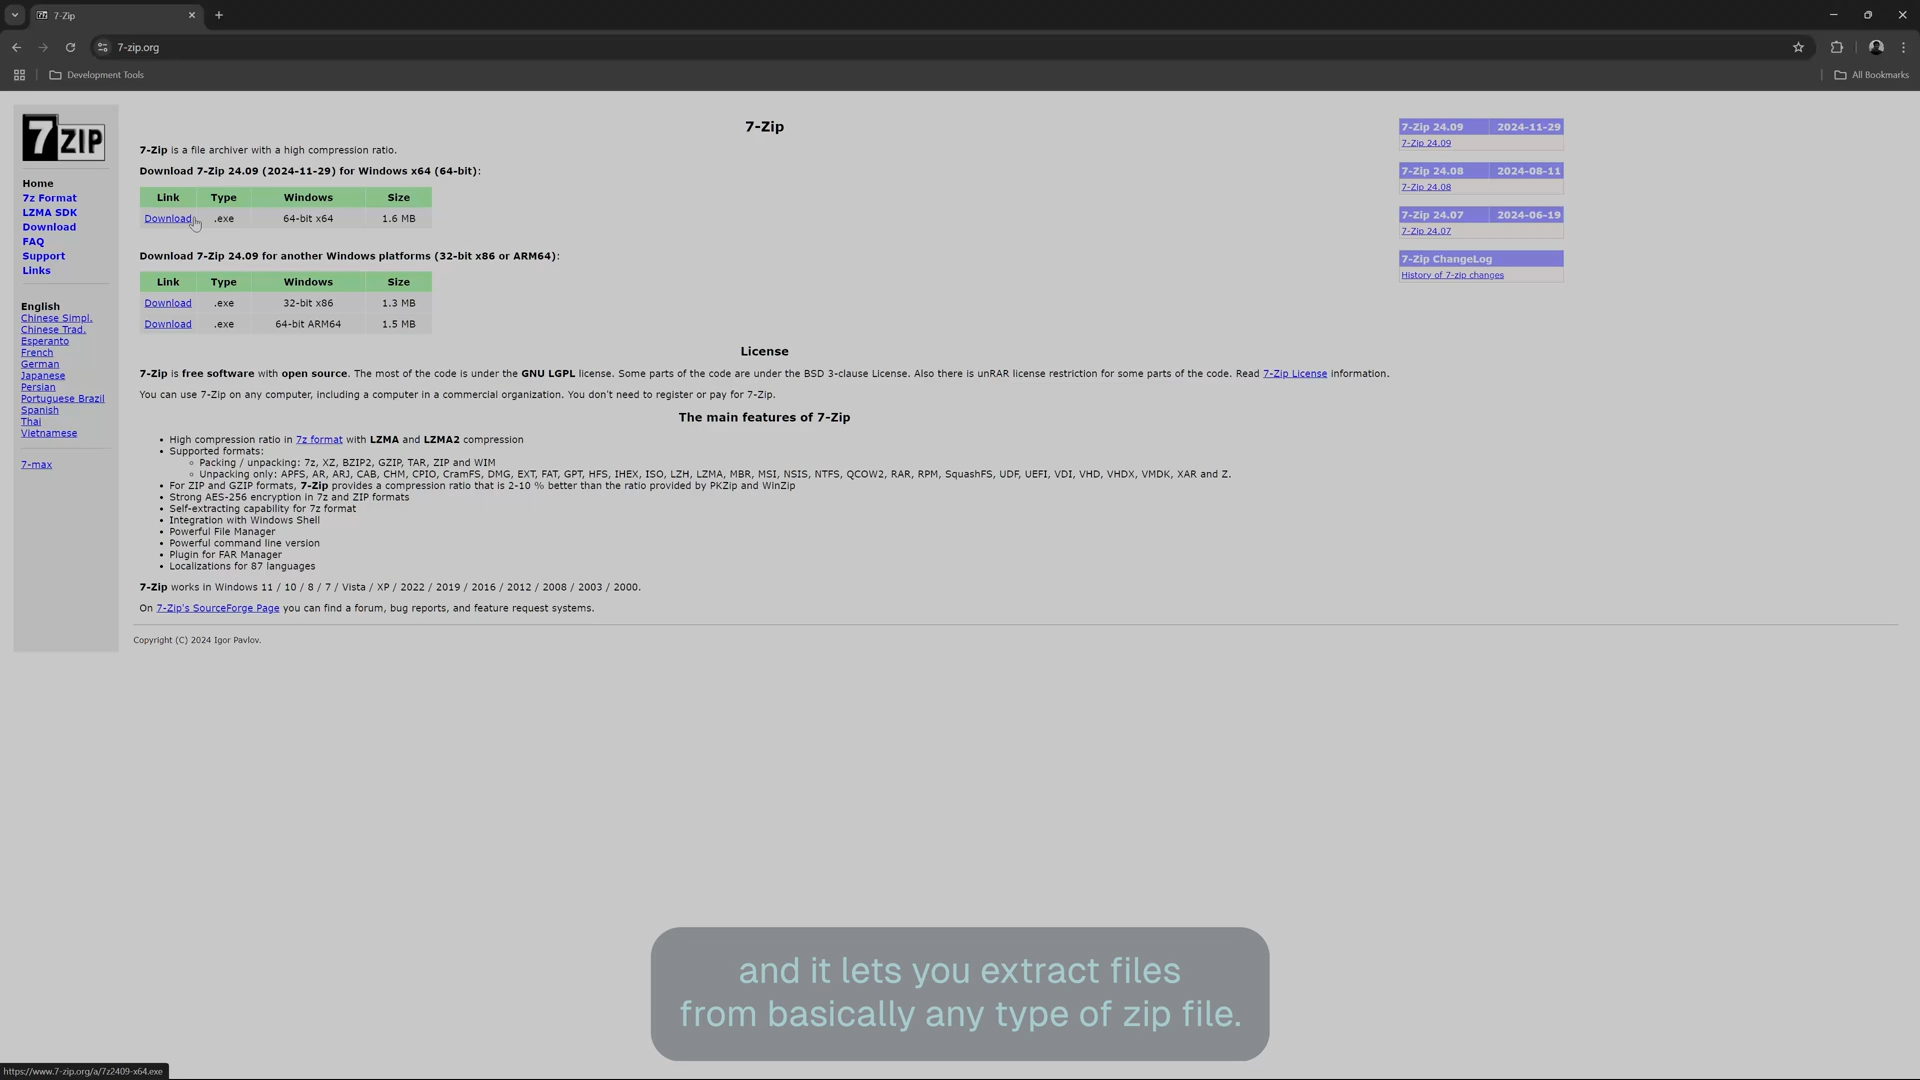 7-Zip
7-zip.org
Development Tools
All Bookmarks
7 ZIP
Home
7z Format
LZMA SDK
Download
FAQ
Support
Links
English
Chinese Simpl.
Chinese Trad.
Esperanto
French
German
Japanese
Persian
Portuguese Brazil
Spanish
Thai
Vietnamese
7-max
7-Zip
7-Zip is a file archiver with a high compression ratio.
Download 7-Zip 24.09 (2024-11-29) for Windows x64 (64-bit):
Link Type Windows Size
Download .exe 64-bit x64 1.6 MB
Download 7-Zip 24.09 for another Windows platforms (32-bit x86 or ARM64):
Link Type Windows Size
Download .exe 32-bit x86 1.3 MB
Download .exe 64-bit ARM64 1.5 MB
License
7-Zip is free software with open source. The most of the code is under the GNU LGPL license. Some parts of the code are under the BSD 3-clause License. Also there is unRAR license restriction for some parts of the code. Read 7-Zip License information.
You can use 7-Zip on any computer, including a computer in a commercial organization. You don't need to register or pay for 7-Zip.
The main features of 7-Zip
• High compression ratio in 7z format with LZMA and LZMA2 compression
• Supported formats:
◦ Packing / unpacking: 7z, XZ, BZIP2, GZIP, TAR, ZIP and WIM
◦ Unpacking only: APFS, AR, ARJ, CAB, CHM, CPIO, CramFS, DMG, EXT, FAT, GPT, HFS, IHEX, ISO, LZH, LZMA, MBR, MSI, NSIS, NTFS, QCOW2, RAR, RPM, SquashFS, UDF, UEFI, VDI, VHD, VHDX, VMDK, XAR and Z.
• For ZIP and GZIP formats, 7-Zip provides a compression ratio that is 2-10 % better than the ratio provided by PKZip and WinZip
• Strong AES-256 encryption in 7z and ZIP formats
• Self-extracting capability for 7z format
• Integration with Windows Shell
• Powerful File Manager
• Powerful command line version
• Plugin for FAR Manager
• Localizations for 87 languages
7-Zip works in Windows 11 / 10 / 8 / 7 / Vista / XP / 2022 / 2019 / 2016 / 2012 / 2008 / 2003 / 2000.
On 7-Zip's SourceForge Page you can find a forum, bug reports, and feature request systems.
Copyright (C) 2024 Igor Pavlov.
7-Zip 24.09 2024-11-29
7-Zip 24.09
7-Zip 24.08 2024-08-11
7-Zip 24.08
7-Zip 24.07 2024-06-19
7-Zip 24.07
7-Zip ChangeLog
History of 7-zip changes
and it lets you extract files
from basically any type of zip file.
https://www.7-zip.org/a/7z2409-x64.exe